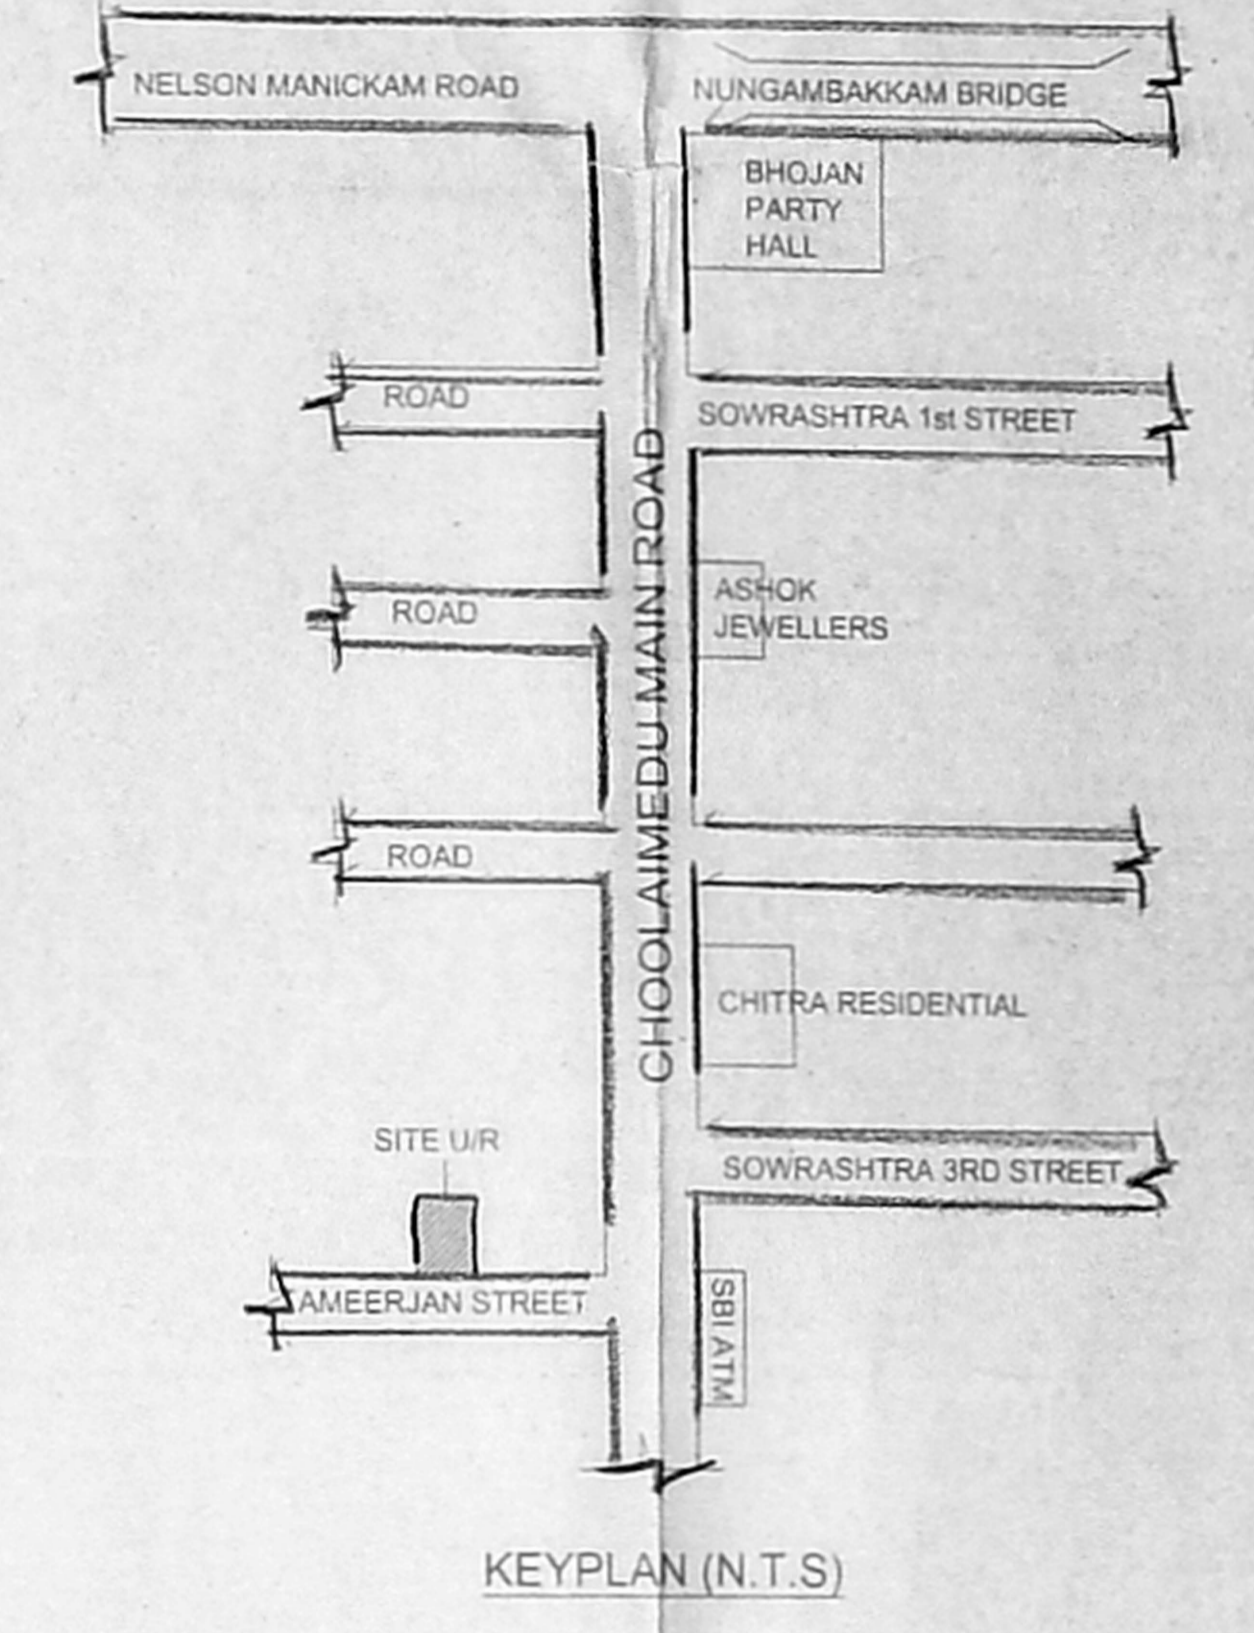 NELSON MANICKAM ROAD
NUNGAMBAKKAM BRIDGE
BHOJAN
PARTY
HALL
ROAD
SOWRASHTRA 1st STREET
CHOOLAIMEDU MAIN ROAD
ASHOK
JEWELLERS
ROAD
ROAD
CHITRA RESIDENTIAL
SITE U/R
SOWRASHTRA 3RD STREET
AMEERJAN STREET
SBI ATM
KEYPLAN (N.T.S)